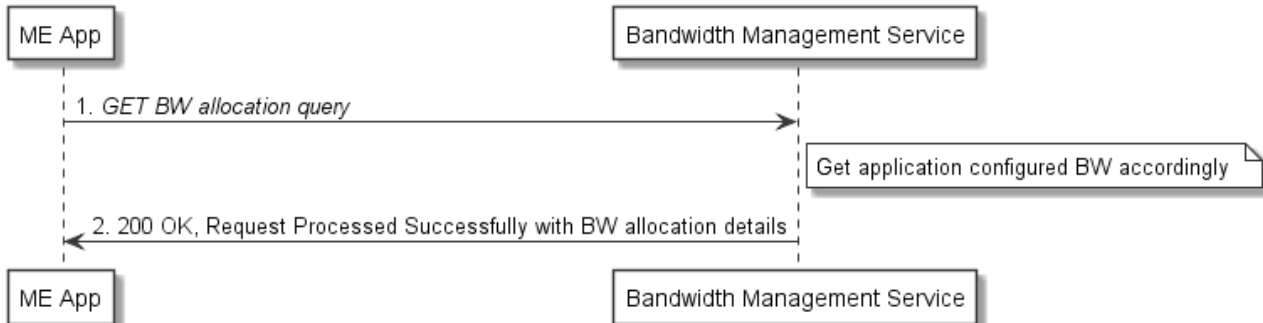 ME App
Bandwidth Management Service
1. GET BW allocation query
Get application configured BW accordingly
2. 200 OK, Request Processed Successfully with BW allocation details
ME App
Bandwidth Management Service